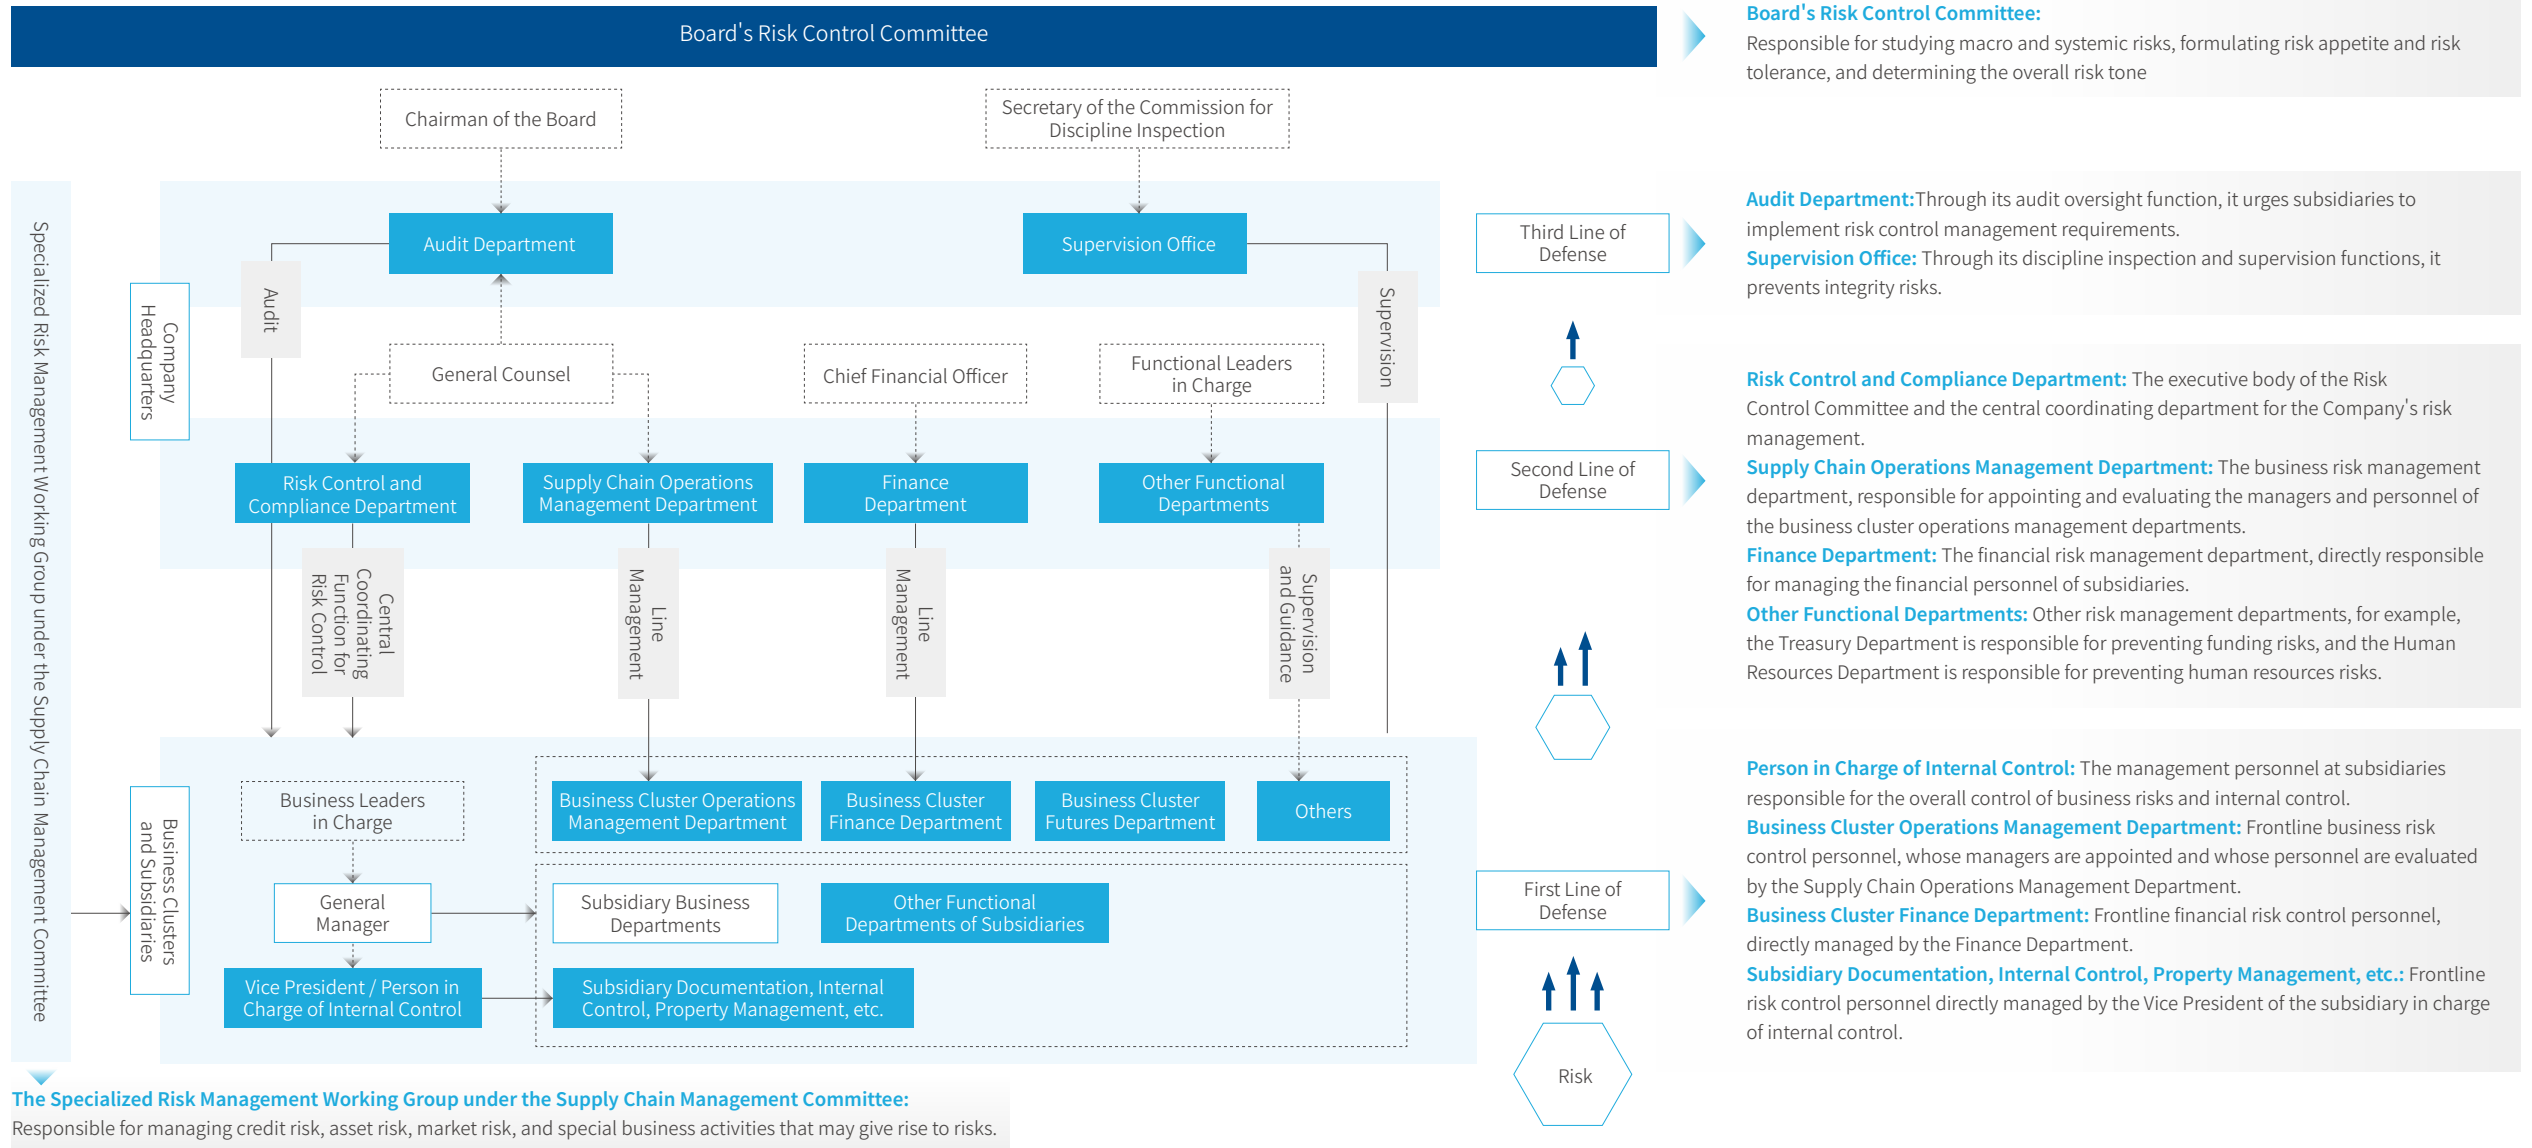 Board's Risk Control Committee
Board's Risk Control Committee:
Responsible for studying macro and systemic risks, formulating risk appetite and risk
tolerance, and determining the overall risk tone
Chairman of the Board
Secretary of the Commission for
Discipline Inspection
Specialized Risk Management Working Group under the Supply Chain Management Committee
Company
Headquarters
Audit Department
Supervision Office
Audit
Supervision
Third Line of
Defense
Audit Department:Through its audit oversight function, it urges subsidiaries to
implement risk control management requirements.
Supervision Office: Through its discipline inspection and supervision functions, it
prevents integrity risks.
General Counsel
Chief Financial Officer
Functional Leaders
in Charge
Risk Control and
Compliance Department
Supply Chain Operations
Management Department
Finance
Department
Other Functional
Departments
Second Line of
Defense
Risk Control and Compliance Department: The executive body of the Risk
Control Committee and the central coordinating department for the Company's risk
management.
Supply Chain Operations Management Department: The business risk management
department, responsible for appointing and evaluating the managers and personnel of
the business cluster operations management departments.
Finance Department: The financial risk management department, directly responsible
for managing the financial personnel of subsidiaries.
Other Functional Departments: Other risk management departments, for example,
the Treasury Department is responsible for preventing funding risks, and the Human
Resources Department is responsible for preventing human resources risks.
Central
Coordinating
Function for
Risk Control
Line
Management
Line
Management
Supervision
and Guidance
Business Clusters
and Subsidiaries
Business Leaders
in Charge
Business Cluster Operations
Management Department
Business Cluster
Finance Department
Business Cluster
Futures Department
Others
General
Manager
Subsidiary Business
Departments
Other Functional
Departments of Subsidiaries
Vice President / Person in
Charge of Internal Control
Subsidiary Documentation, Internal
Control, Property Management, etc.
First Line of
Defense
Risk
Person in Charge of Internal Control: The management personnel at subsidiaries
responsible for the overall control of business risks and internal control.
Business Cluster Operations Management Department: Frontline business risk
control personnel, whose managers are appointed and whose personnel are evaluated
by the Supply Chain Operations Management Department.
Business Cluster Finance Department: Frontline financial risk control personnel,
directly managed by the Finance Department.
Subsidiary Documentation, Internal Control, Property Management, etc.: Frontline
risk control personnel directly managed by the Vice President of the subsidiary in charge
of internal control.
The Specialized Risk Management Working Group under the Supply Chain Management Committee:
Responsible for managing credit risk, asset risk, market risk, and special business activities that may give rise to risks.